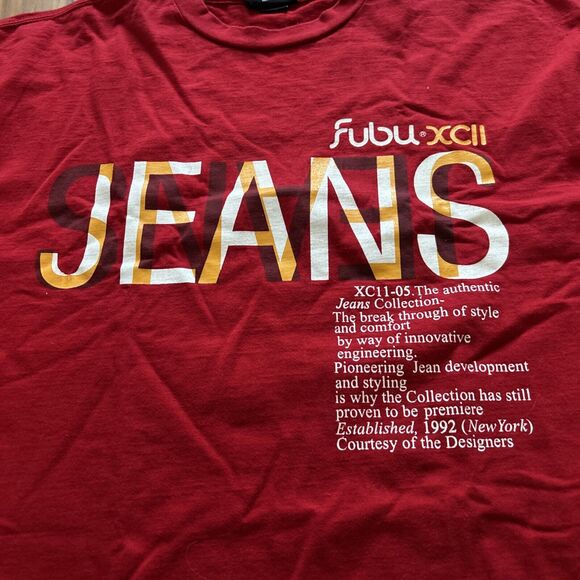 fubu® XCII
JEANS
XC11-05. The authentic
Jeans Collection-
The break through of style
and comfort
by way of innovative
engineering.
Pioneering Jean development
and styling
is why the Collection has still
proven to be premiere
Established, 1992 (New York)
Courtesy of the Designers